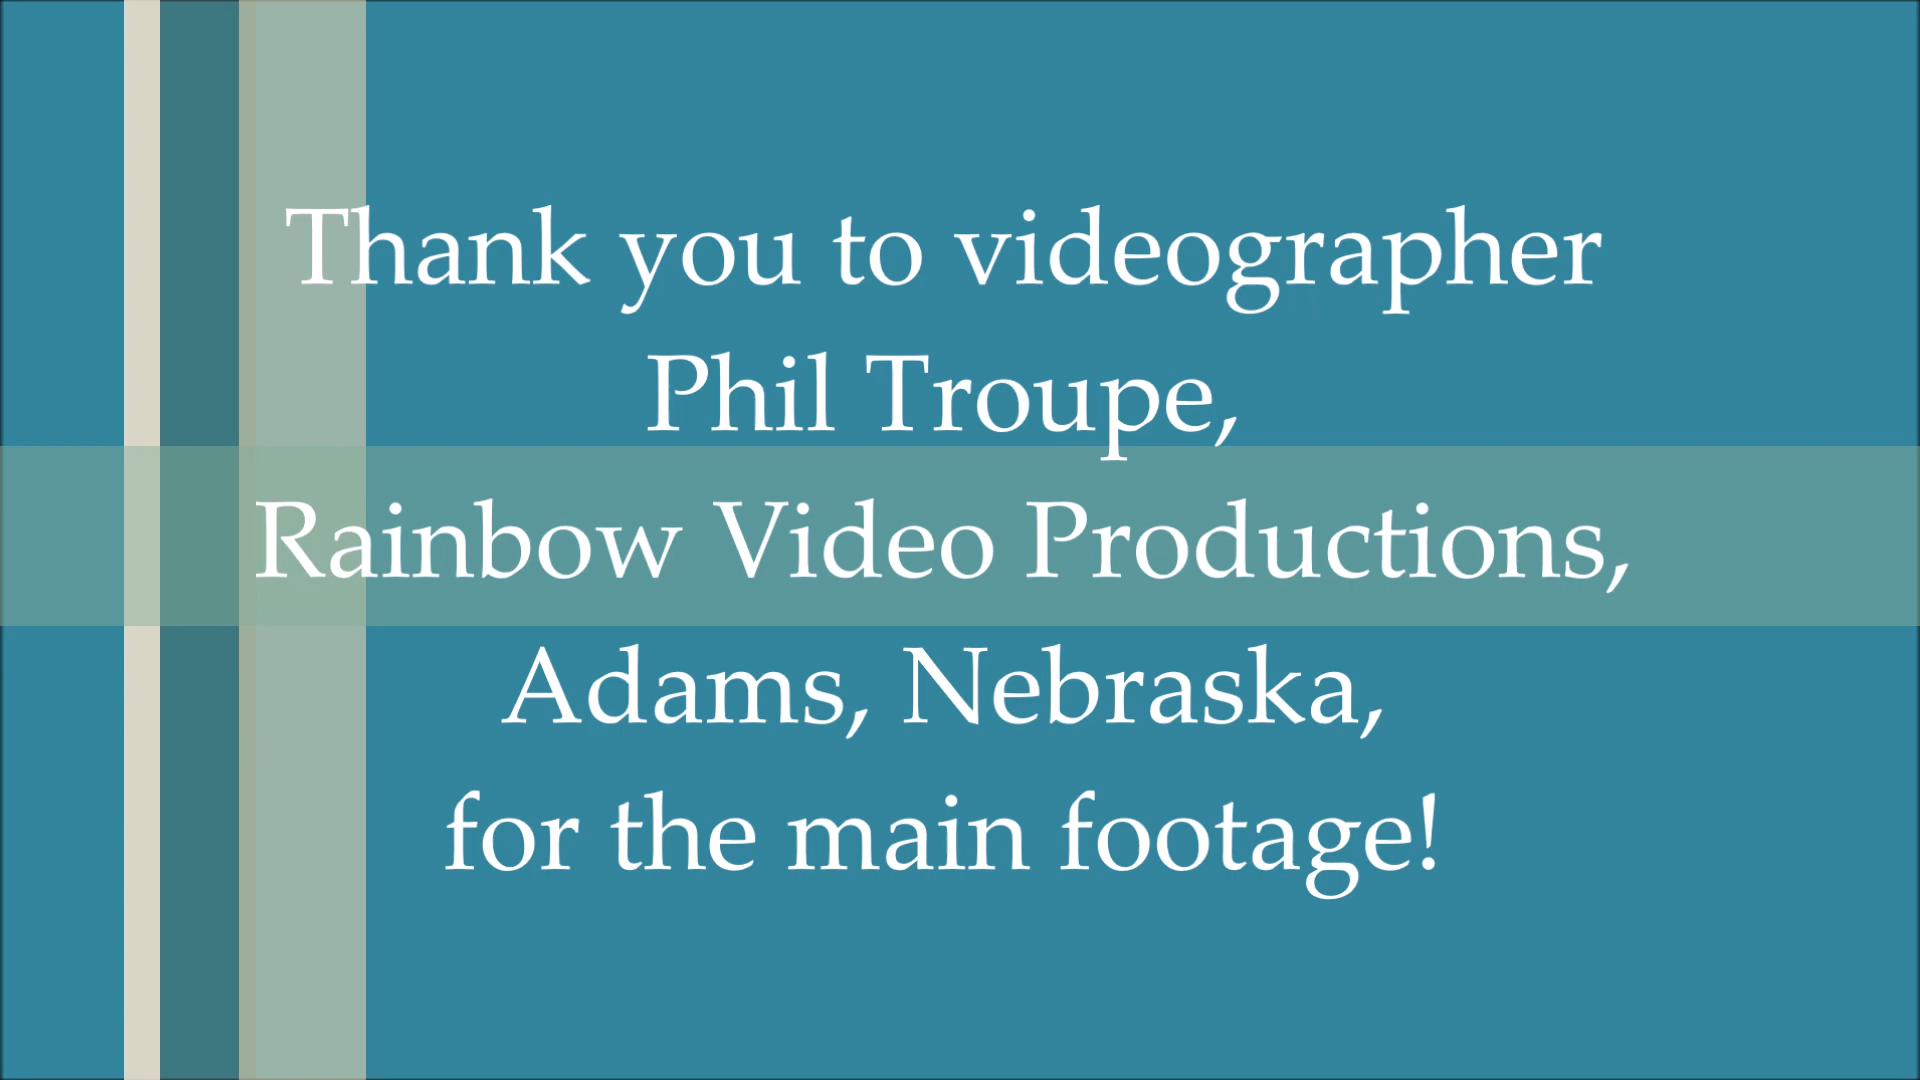 Thank you to videographer
Phil Troupe,
Rainbow Video Productions,
Adams, Nebraska,
for the main footage!